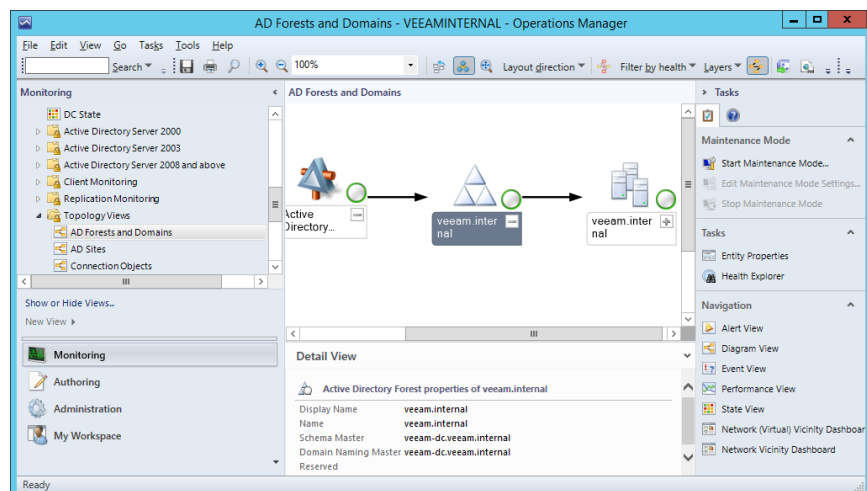 AD Forests and Domains - VEEAMINTERNAL - Operations Manager
File Edit View Go Tasks Tools Help
Search 100% Layout direction Filter by health Layers
Monitoring
DC State
Active Directory Server 2000
Active Directory Server 2003
Active Directory Server 2008 and above
Client Monitoring
Replication Monitoring
Topology Views
AD Forests and Domains
AD Sites
Connection Objects
Show or Hide Views...
New View
Monitoring
Authoring
Administration
My Workspace
AD Forests and Domains
Active
Directory...
veeam.inter
nal
veeam.inter
nal
Detail View
Active Directory Forest properties of veeam.internal
Display Name veeam.internal
Name veeam.internal
Schema Master veeam-dc.veeam.internal
Domain Naming Master veeam-dc.veeam.internal
Reserved
Tasks
Maintenance Mode
Start Maintenance Mode...
Edit Maintenance Mode Settings...
Stop Maintenance Mode
Tasks
Entity Properties
Health Explorer
Navigation
Alert View
Diagram View
Event View
Performance View
State View
Network (Virtual) Vicinity Dashboar
Network Vicinity Dashboard
Ready